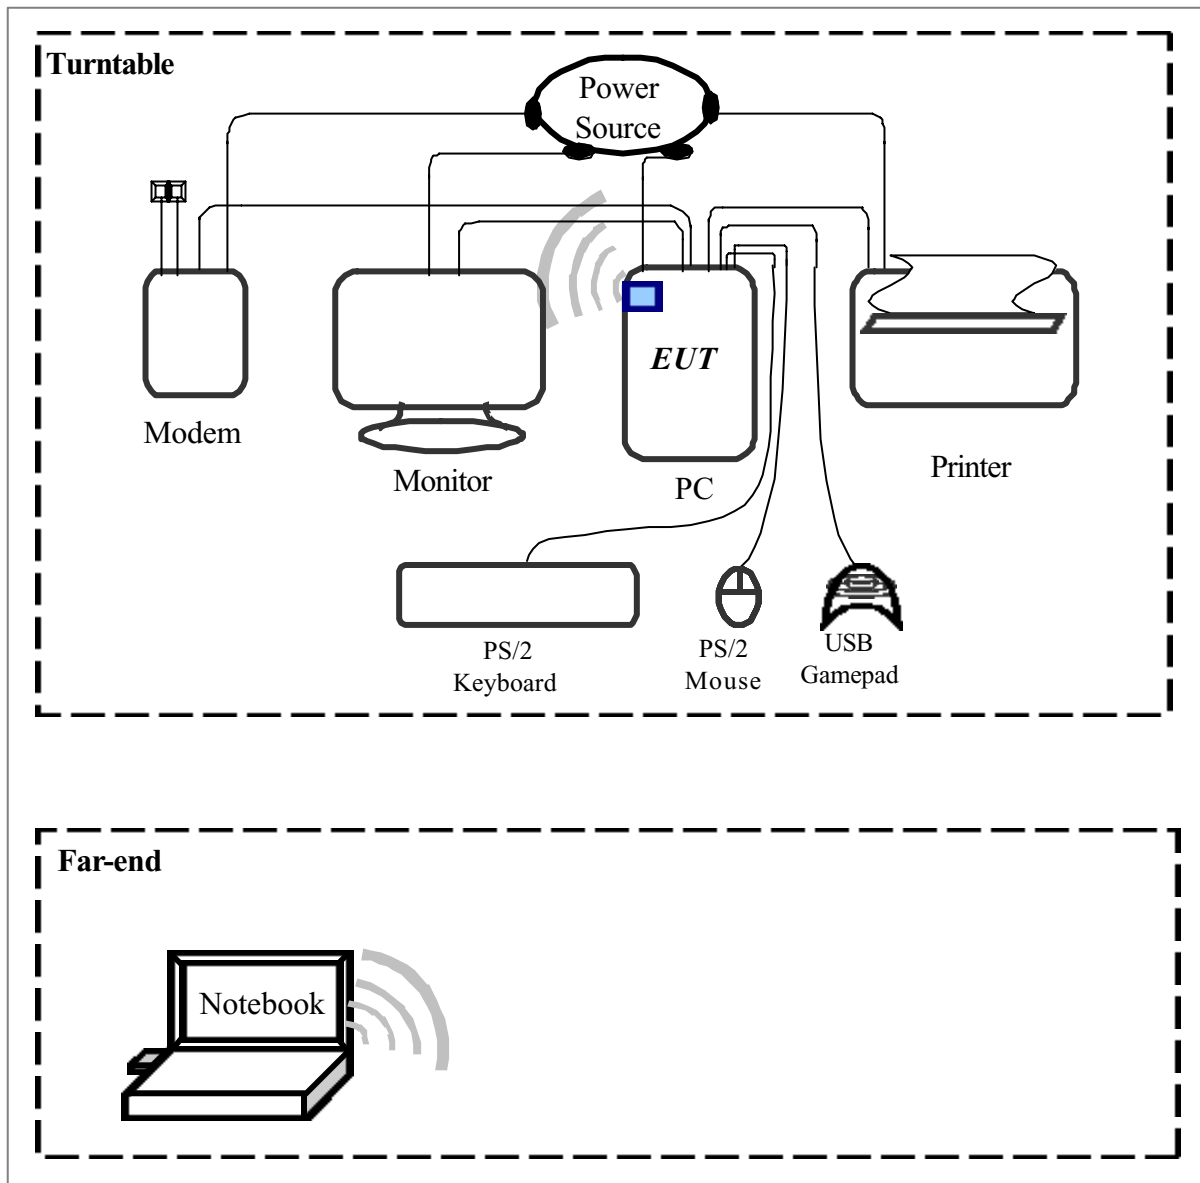 Turntable
Power
Source
EUT
Modem
Monitor
PC
Printer
PS/2
Keyboard
PS/2
Mouse
USB
Gamepad
Far-end
Notebook